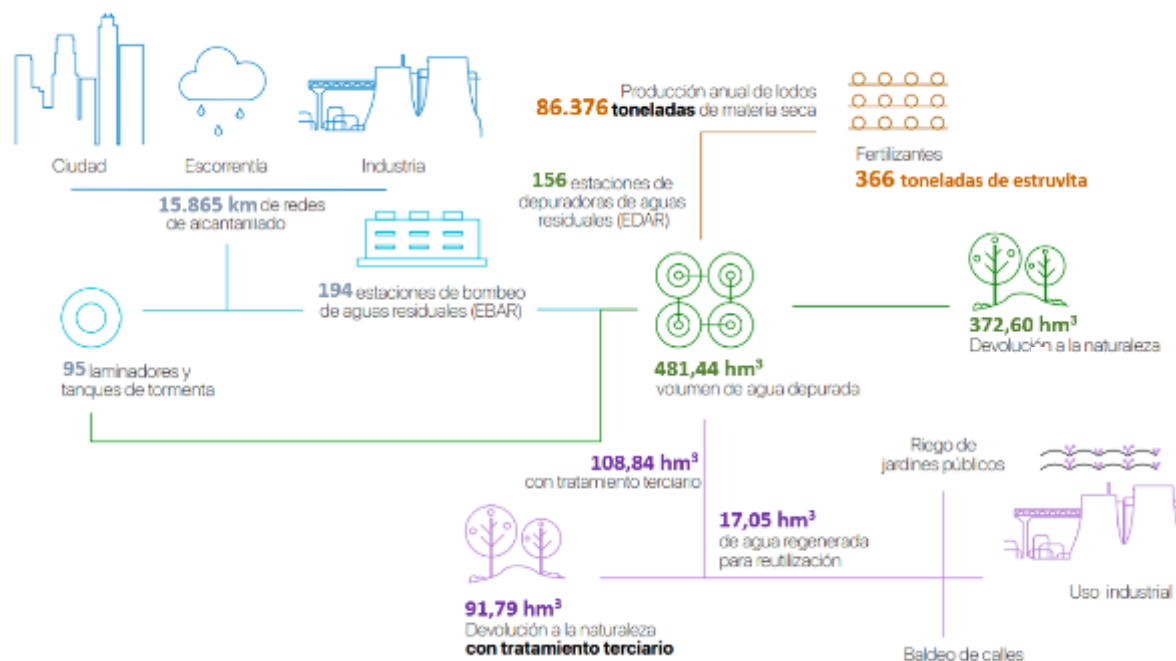 Ciudad
Escorrentía
Industria
15.865 km de redes
de alcantarillado
Producción anual de lodos
86.376 toneladas de materia seca
Fertilizantes
366 toneladas de estruvita
156 estaciones de
depuradoras de aguas
residuales (EDAR)
194 estaciones de bombeo
de aguas residuales (EBAR)
95 laminadores y
tanques de tormenta
481,44 hm³
volumen de agua depurada
372,60 hm³
Devolución a la naturaleza
108,84 hm³
con tratamiento terciario
17,05 hm³
de agua regenerada
para reutilización
Riego de
jardines públicos
Uso industrial
91,79 hm³
Devolución a la naturaleza
con tratamiento terciario
Baldeo de calles